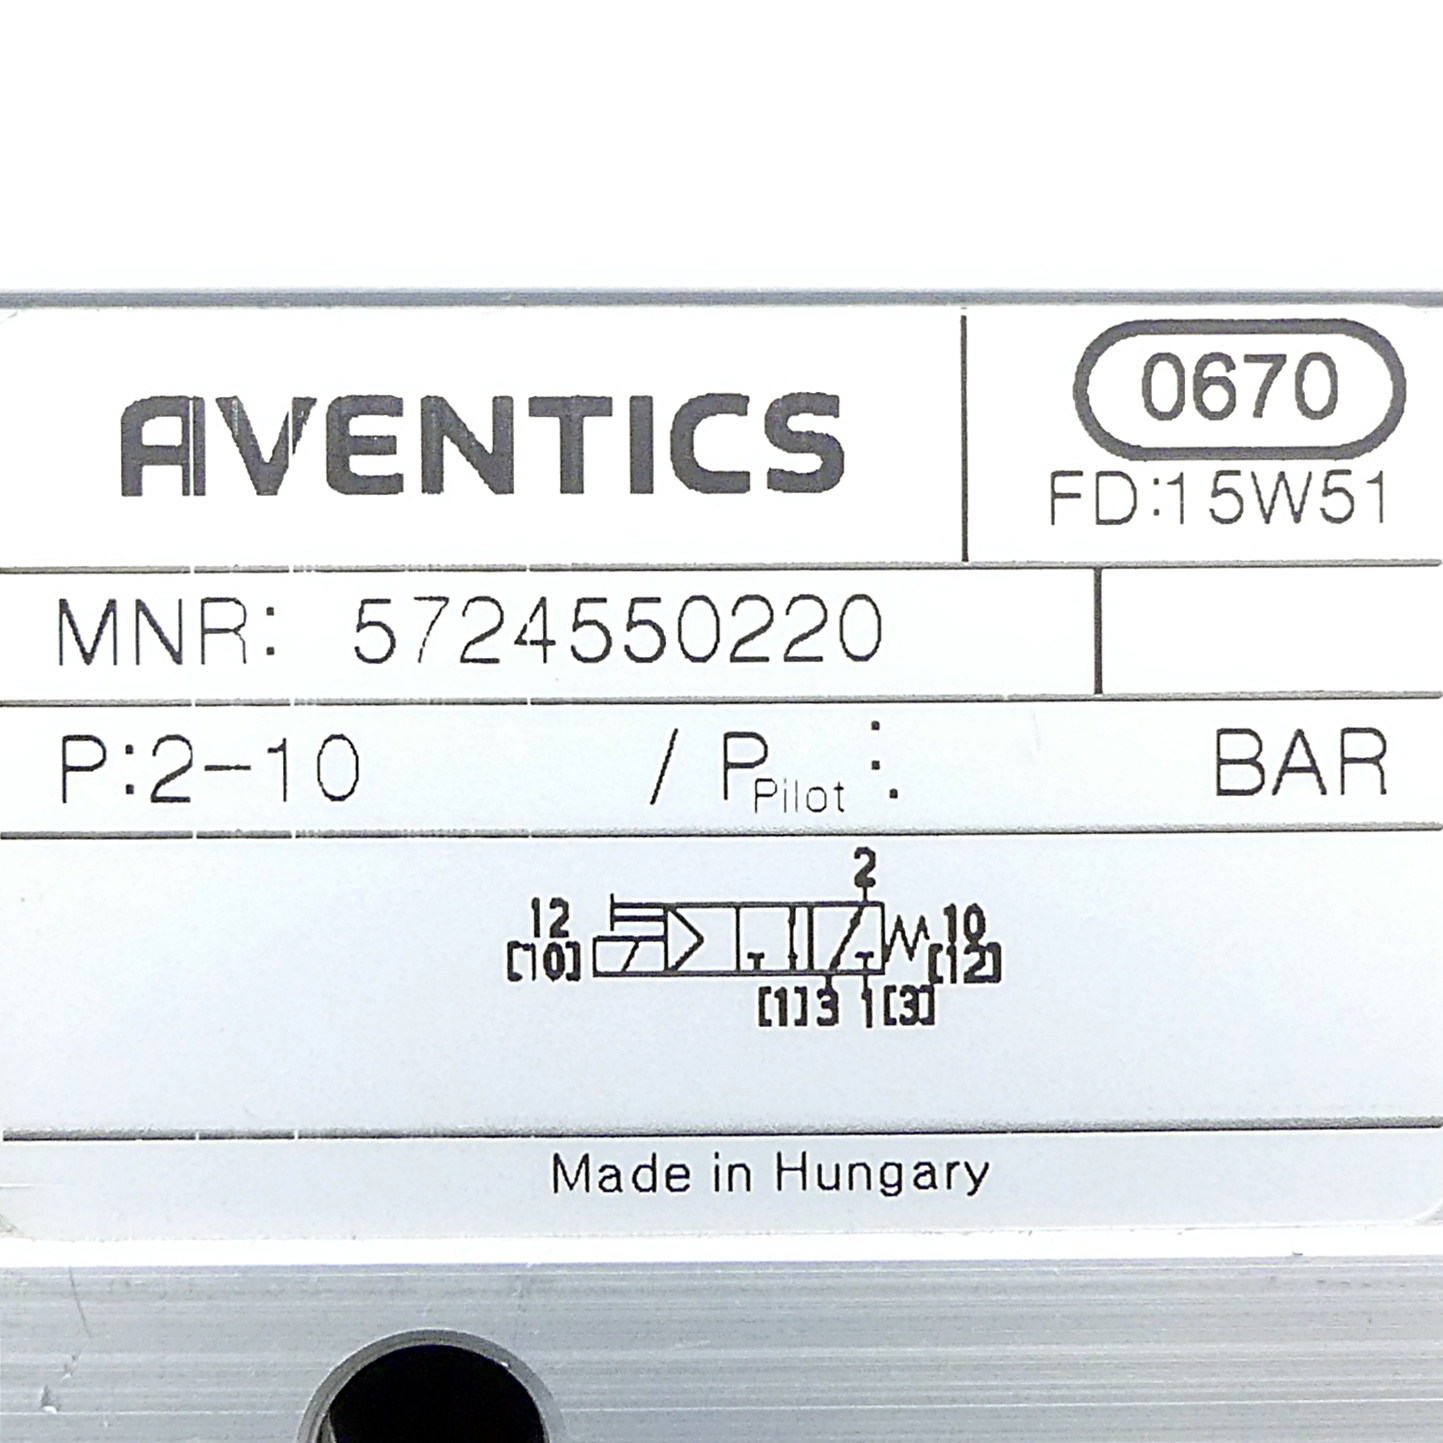 AVENTICS
0670
FD:15W51
MNR: 5724550220
P:2-10 / P Pilot : . BAR
2
12
[10]
10
[12]
[1]3 1[3]
Made in Hungary